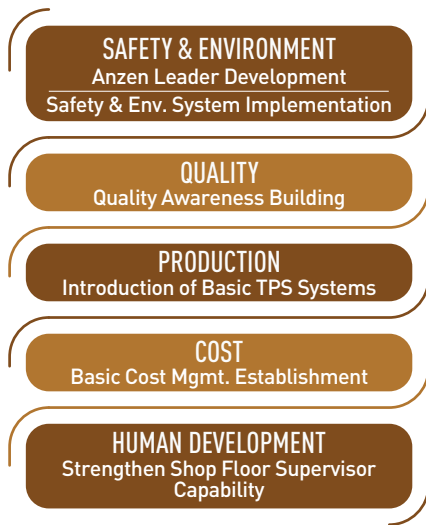 SAFETY & ENVIRONMENT
Anzen Leader Development
Safety & Env. System Implementation
QUALITY
Quality Awareness Building
PRODUCTION
Introduction of Basic TPS Systems
COST
Basic Cost Mgmt. Establishment
HUMAN DEVELOPMENT
Strengthen Shop Floor Supervisor
Capability